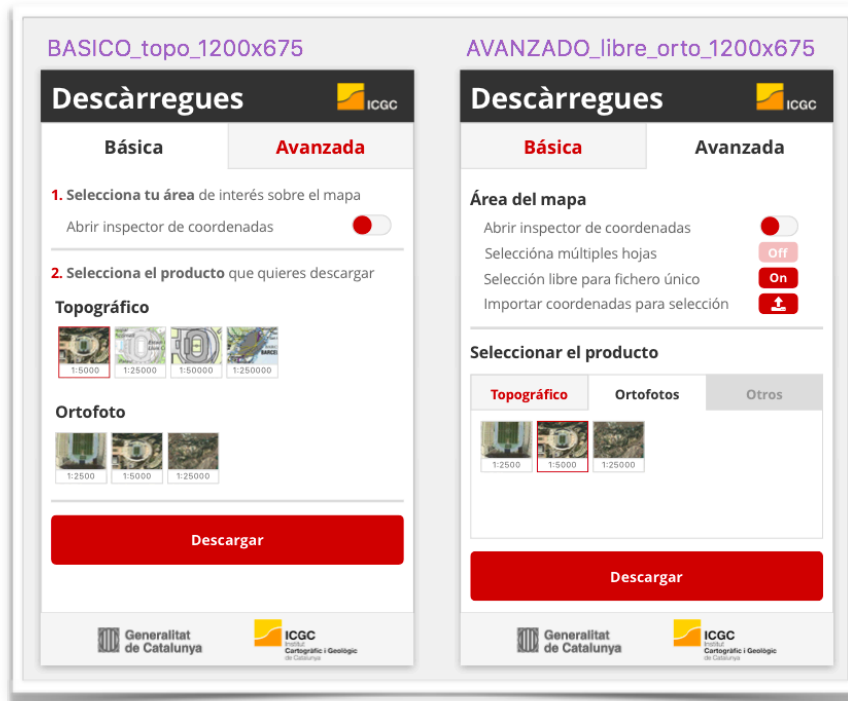 BASICO_topo_1200x675
Descàrregues
ICGC
Básica
Avanzada
1. Selecciona tu área de interés sobre el mapa
Abrir inspector de coordenadas
2. Selecciona el producto que quieres descargar
Topográfico
1:5000
1:25000
1:50000
1:250000
Ortofoto
1:2500
1:5000
1:25000
Descargar
Generalitat
de Catalunya
ICGC
Institut
Cartogràfic i Geològic
de Catalunya
AVANZADO_libre_orto_1200x675
Descàrregues
ICGC
Básica
Avanzada
Área del mapa
Abrir inspector de coordenadas
Seleccióna múltiples hojas
Off
Selección libre para fichero único
On
Importar coordenadas para selección
Seleccionar el producto
Topográfico
Ortofotos
Otros
1:2500
1:5000
1:25000
Descargar
Generalitat
de Catalunya
ICGC
Institut
Cartogràfic i Geològic
de Catalunya